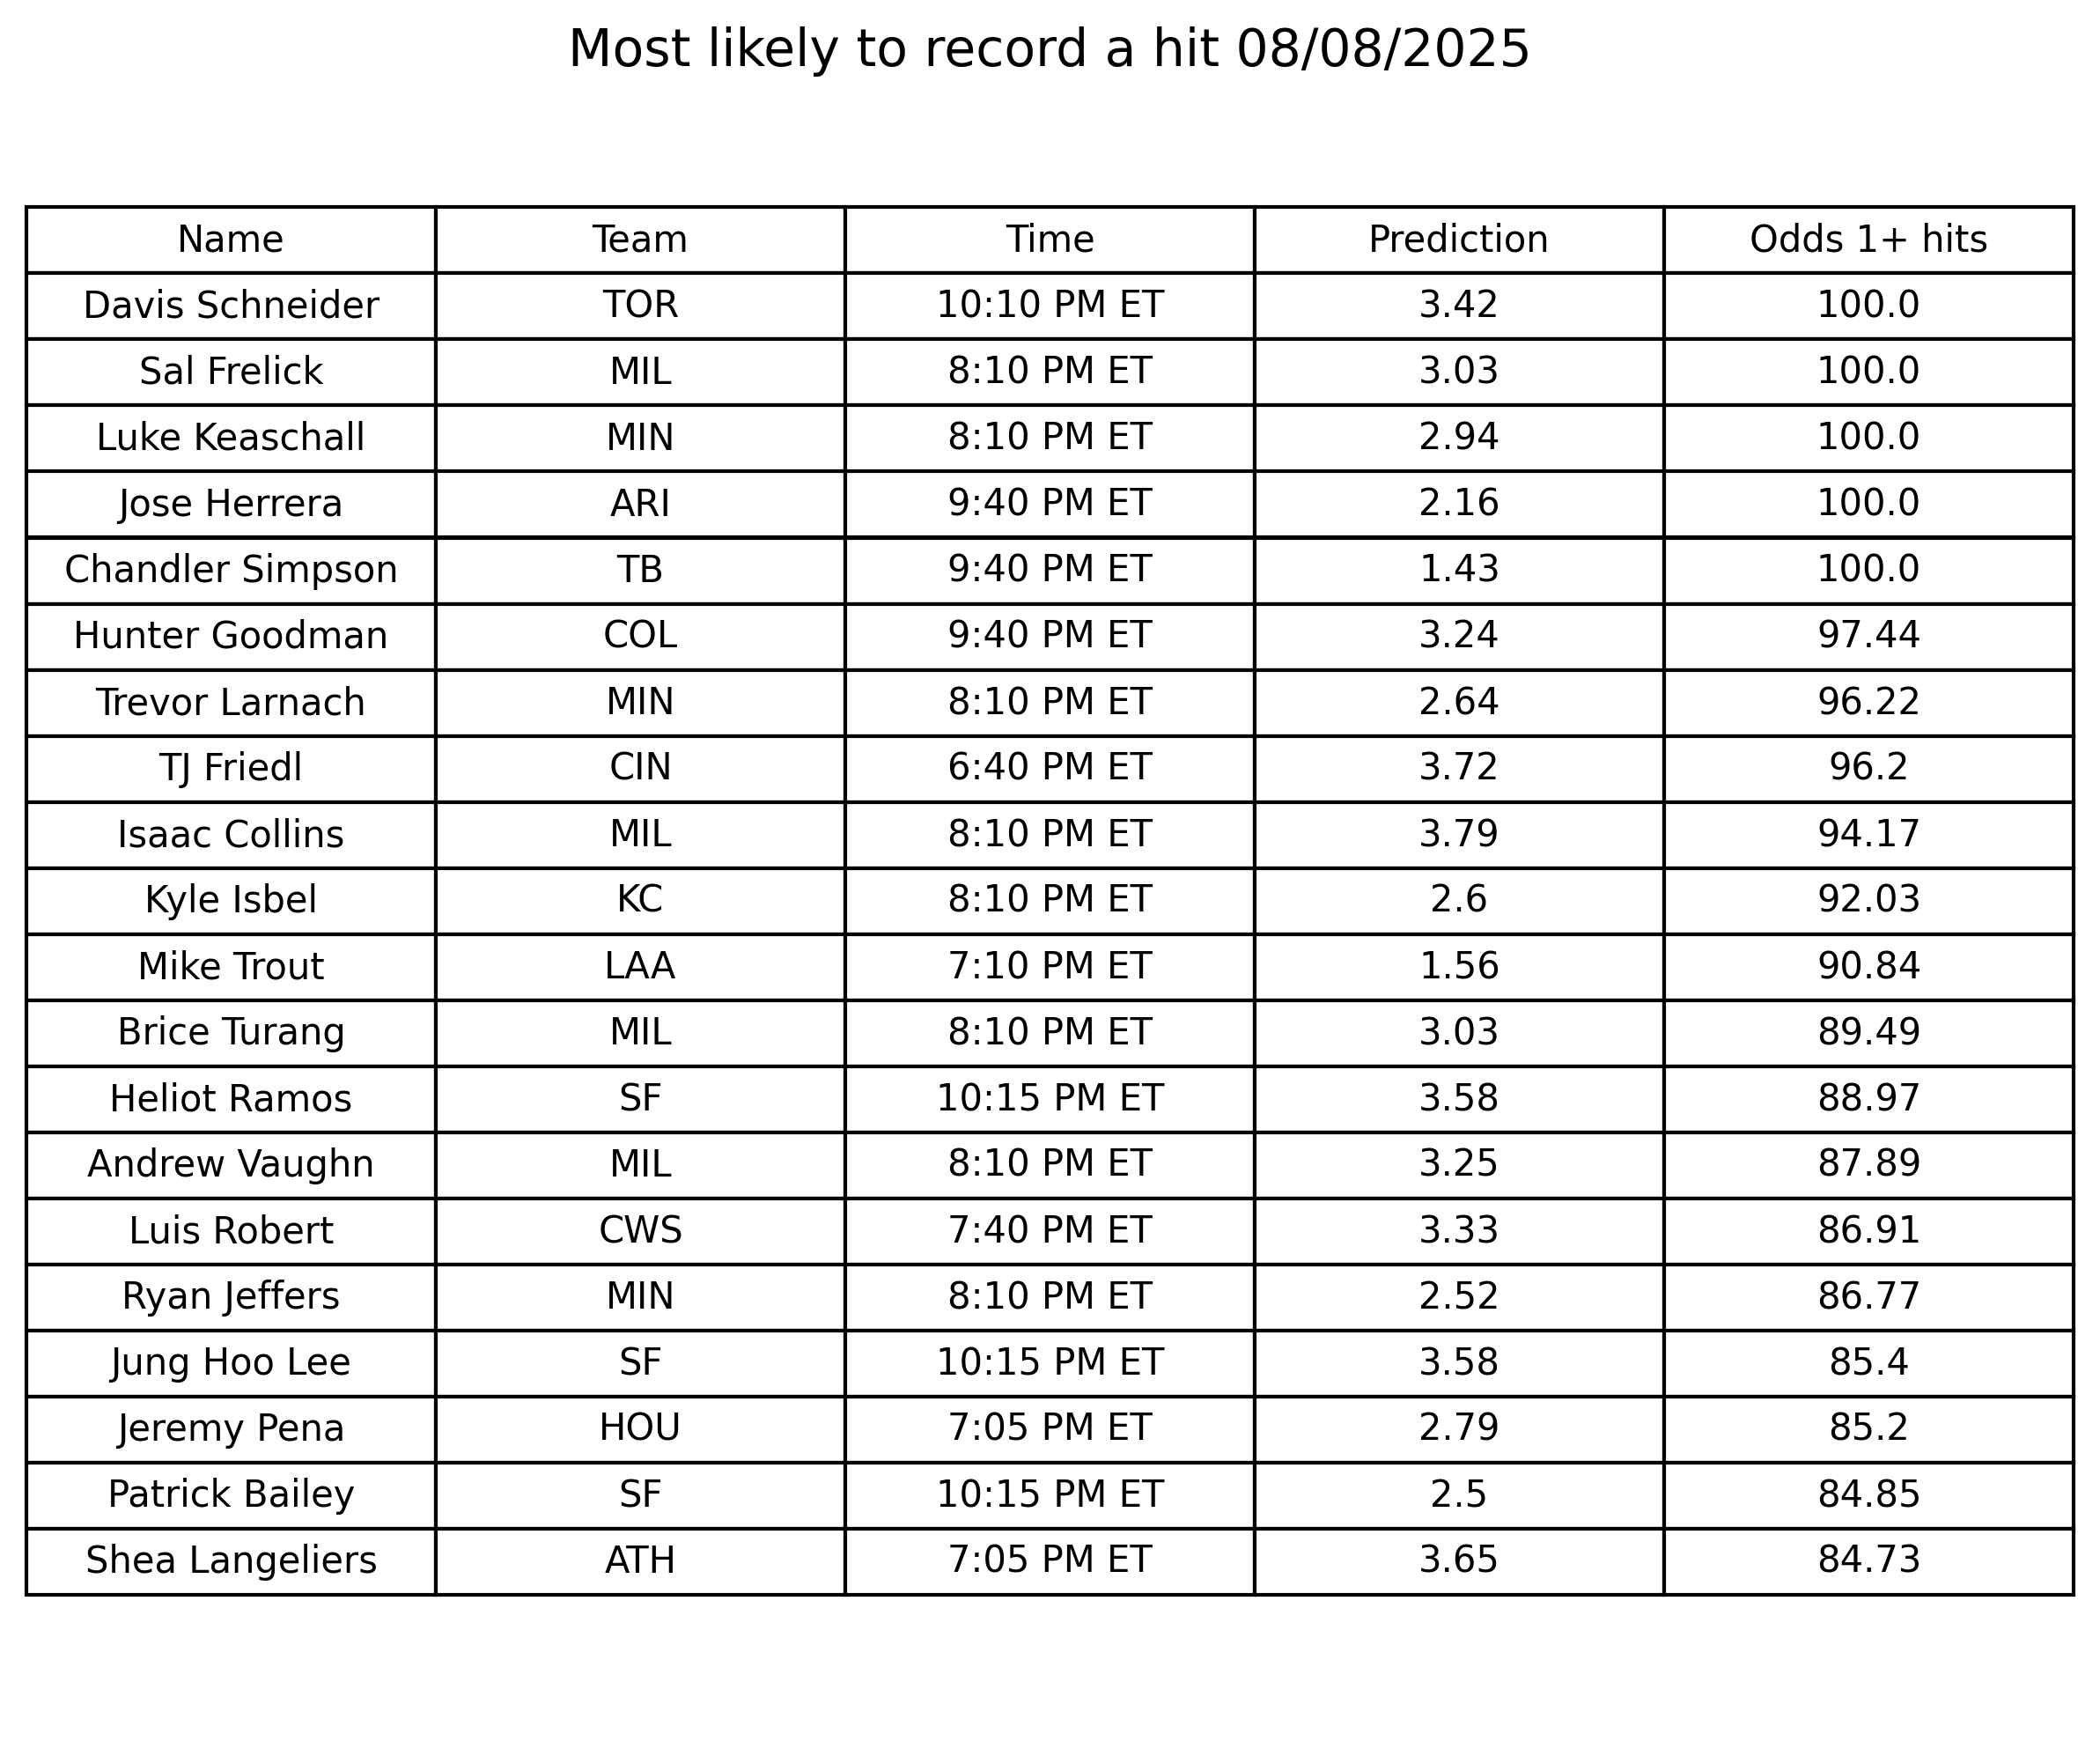 Most likely to record a hit 08/08/2025
Name Team Time Prediction Odds 1+ hits
Davis Schneider TOR 10:10 PM ET 3.42 100.0
Sal Frelick MIL 8:10 PM ET 3.03 100.0
Luke Keaschall MIN 8:10 PM ET 2.94 100.0
Jose Herrera ARI 9:40 PM ET 2.16 100.0
Chandler Simpson TB 9:40 PM ET 1.43 100.0
Hunter Goodman COL 9:40 PM ET 3.24 97.44
Trevor Larnach MIN 8:10 PM ET 2.64 96.22
TJ Friedl CIN 6:40 PM ET 3.72 96.2
Isaac Collins MIL 8:10 PM ET 3.79 94.17
Kyle Isbel KC 8:10 PM ET 2.6 92.03
Mike Trout LAA 7:10 PM ET 1.56 90.84
Brice Turang MIL 8:10 PM ET 3.03 89.49
Heliot Ramos SF 10:15 PM ET 3.58 88.97
Andrew Vaughn MIL 8:10 PM ET 3.25 87.89
Luis Robert CWS 7:40 PM ET 3.33 86.91
Ryan Jeffers MIN 8:10 PM ET 2.52 86.77
Jung Hoo Lee SF 10:15 PM ET 3.58 85.4
Jeremy Pena HOU 7:05 PM ET 2.79 85.2
Patrick Bailey SF 10:15 PM ET 2.5 84.85
Shea Langeliers ATH 7:05 PM ET 3.65 84.73